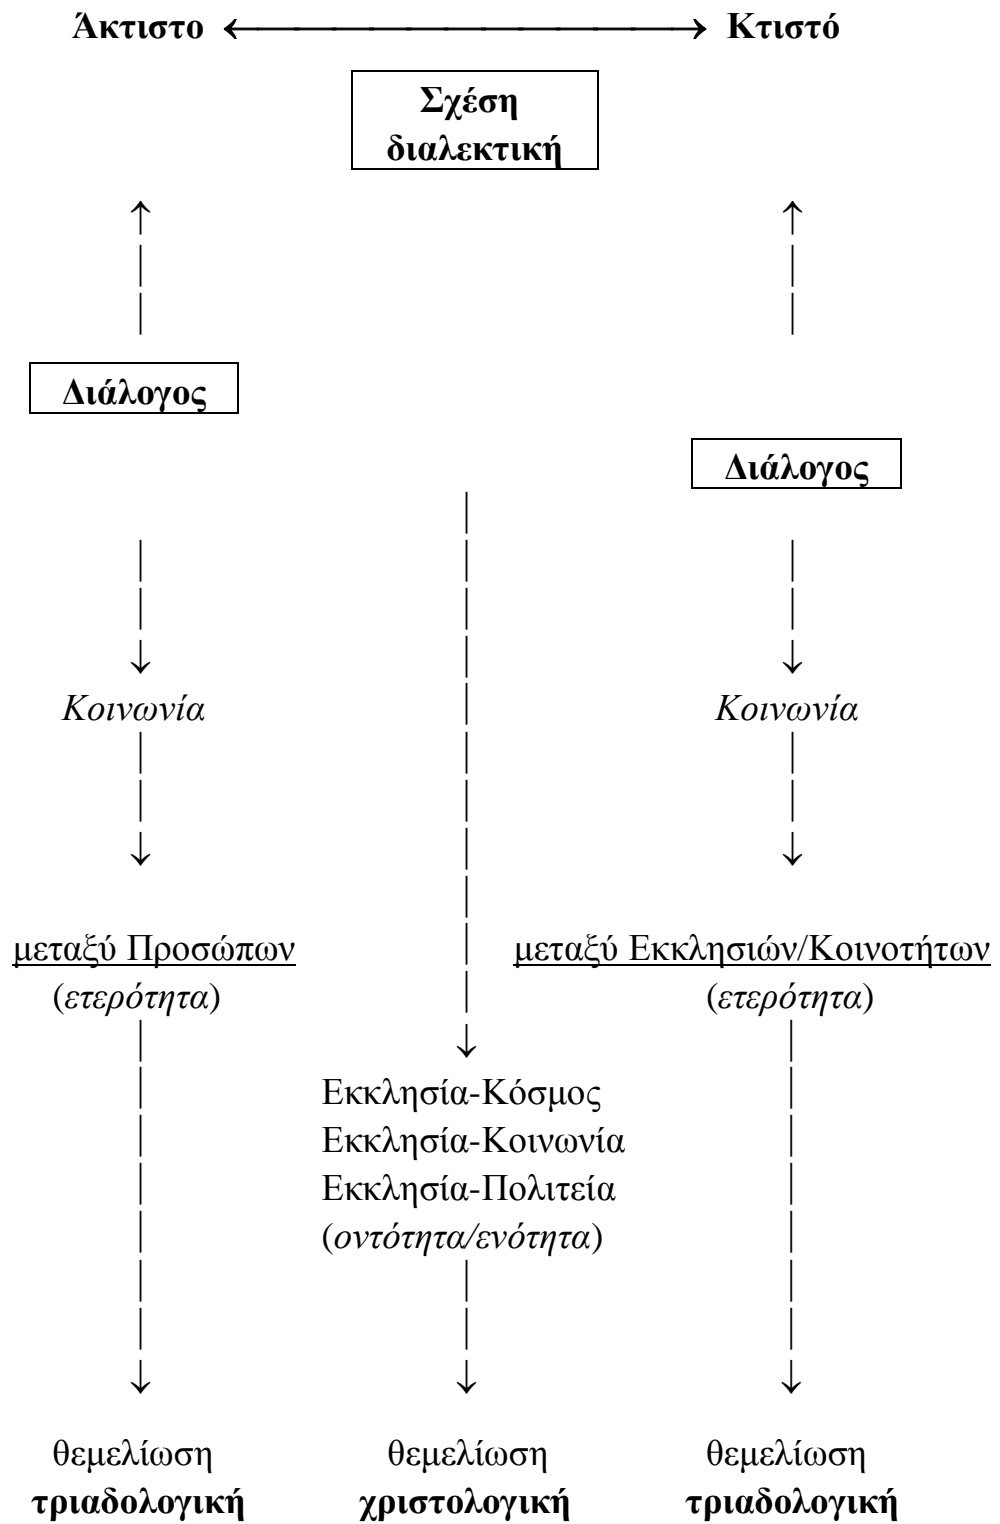 Άκτιστο ←→ Κτιστό
Σχέση
διαλεκτική
Διάλογος
Διάλογος
Κοινωνία Κοινωνία
μεταξύ Προσώπων μεταξύ Εκκλησιών/Κοινοτήτων
(ετερότητα) (ετερότητα)
Εκκλησία-Κόσμος
Εκκλησία-Κοινωνία
Εκκλησία-Πολιτεία
(οντότητα/ενότητα)
θεμελίωση θεμελίωση θεμελίωση
τριαδολογική χριστολογική τριαδολογική